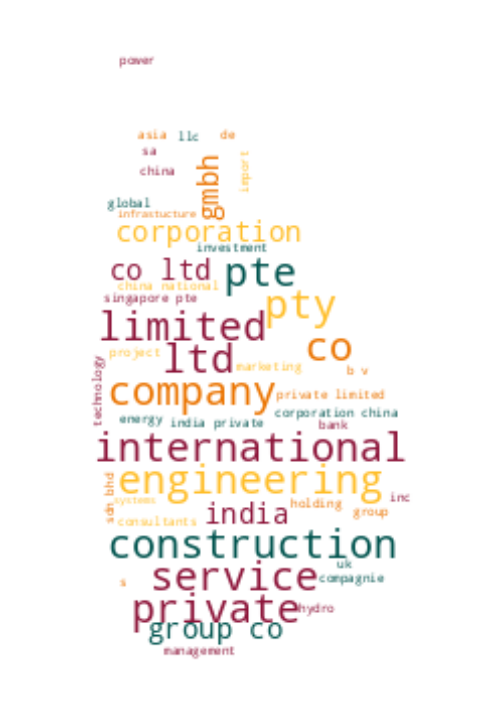 power
asia llc de
sa
import
china
gmbh
global
infrastucture
corporation
investment
co ltd pte
china national
singapore pte
pty
limited
co
project ltd marketing
technology
b v
company private limited
corporation china
energy india private bank
international
engineering
sdn bhd
systems inc
holding
india group
consultants
construction
uk
service compagnie
s
private hydro
group co
management